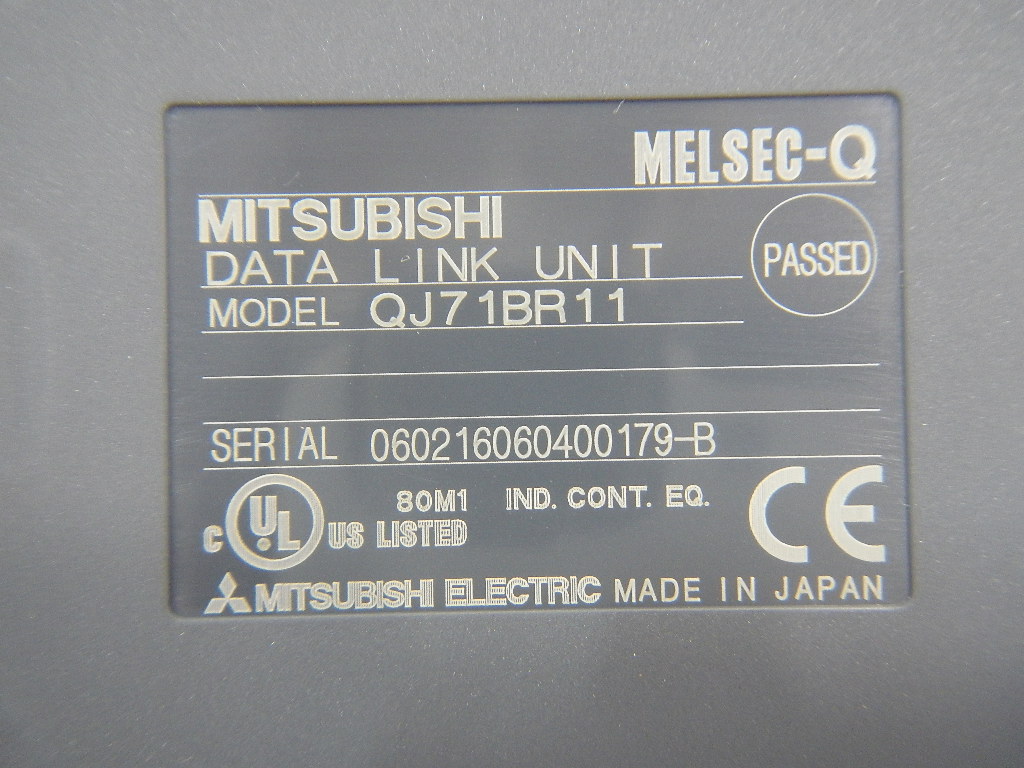 MELSEC-Q
MITSUBISHI
DATA LINK UNIT
PASSED
MODEL QJ71BR11
SERIAL 060216060400179-B
C UL US LISTED 80M1 IND. CONT. EQ.
CE
MITSUBISHI ELECTRIC MADE IN JAPAN